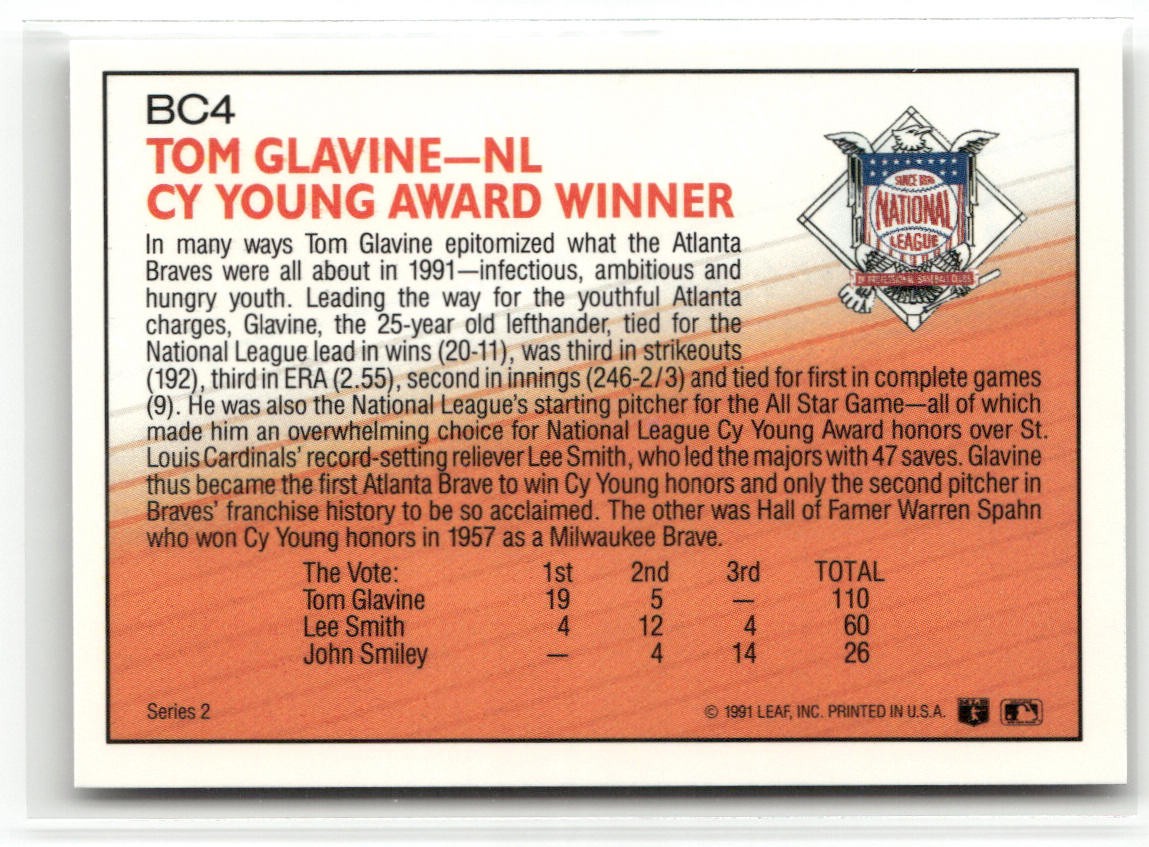 BC4
TOM GLAVINE—NL
CY YOUNG AWARD WINNER
SINCE 1876
NATIONAL
LEAGUE
OF PROFESSIONAL BASEBALL CLUBS
In many ways Tom Glavine epitomized what the Atlanta
Braves were all about in 1991—infectious, ambitious and
hungry youth. Leading the way for the youthful Atlanta
charges, Glavine, the 25-year old lefthander, tied for the
National League lead in wins (20-11), was third in strikeouts
(192), third in ERA (2.55), second in innings (246-2/3) and tied for first in complete games
(9). He was also the National League's starting pitcher for the All Star Game—all of which
made him an overwhelming choice for National League Cy Young Award honors over St.
Louis Cardinals' record-setting reliever Lee Smith, who led the majors with 47 saves. Glavine
thus became the first Atlanta Brave to win Cy Young honors and only the second pitcher in
Braves' franchise history to be so acclaimed. The other was Hall of Famer Warren Spahn
who won Cy Young honors in 1957 as a Milwaukee Brave.
The Vote: 1st 2nd 3rd TOTAL
Tom Glavine 19 5 — 110
Lee Smith 4 12 4 60
John Smiley — 4 14 26
Series 2 © 1991 LEAF, INC. PRINTED IN U.S.A.